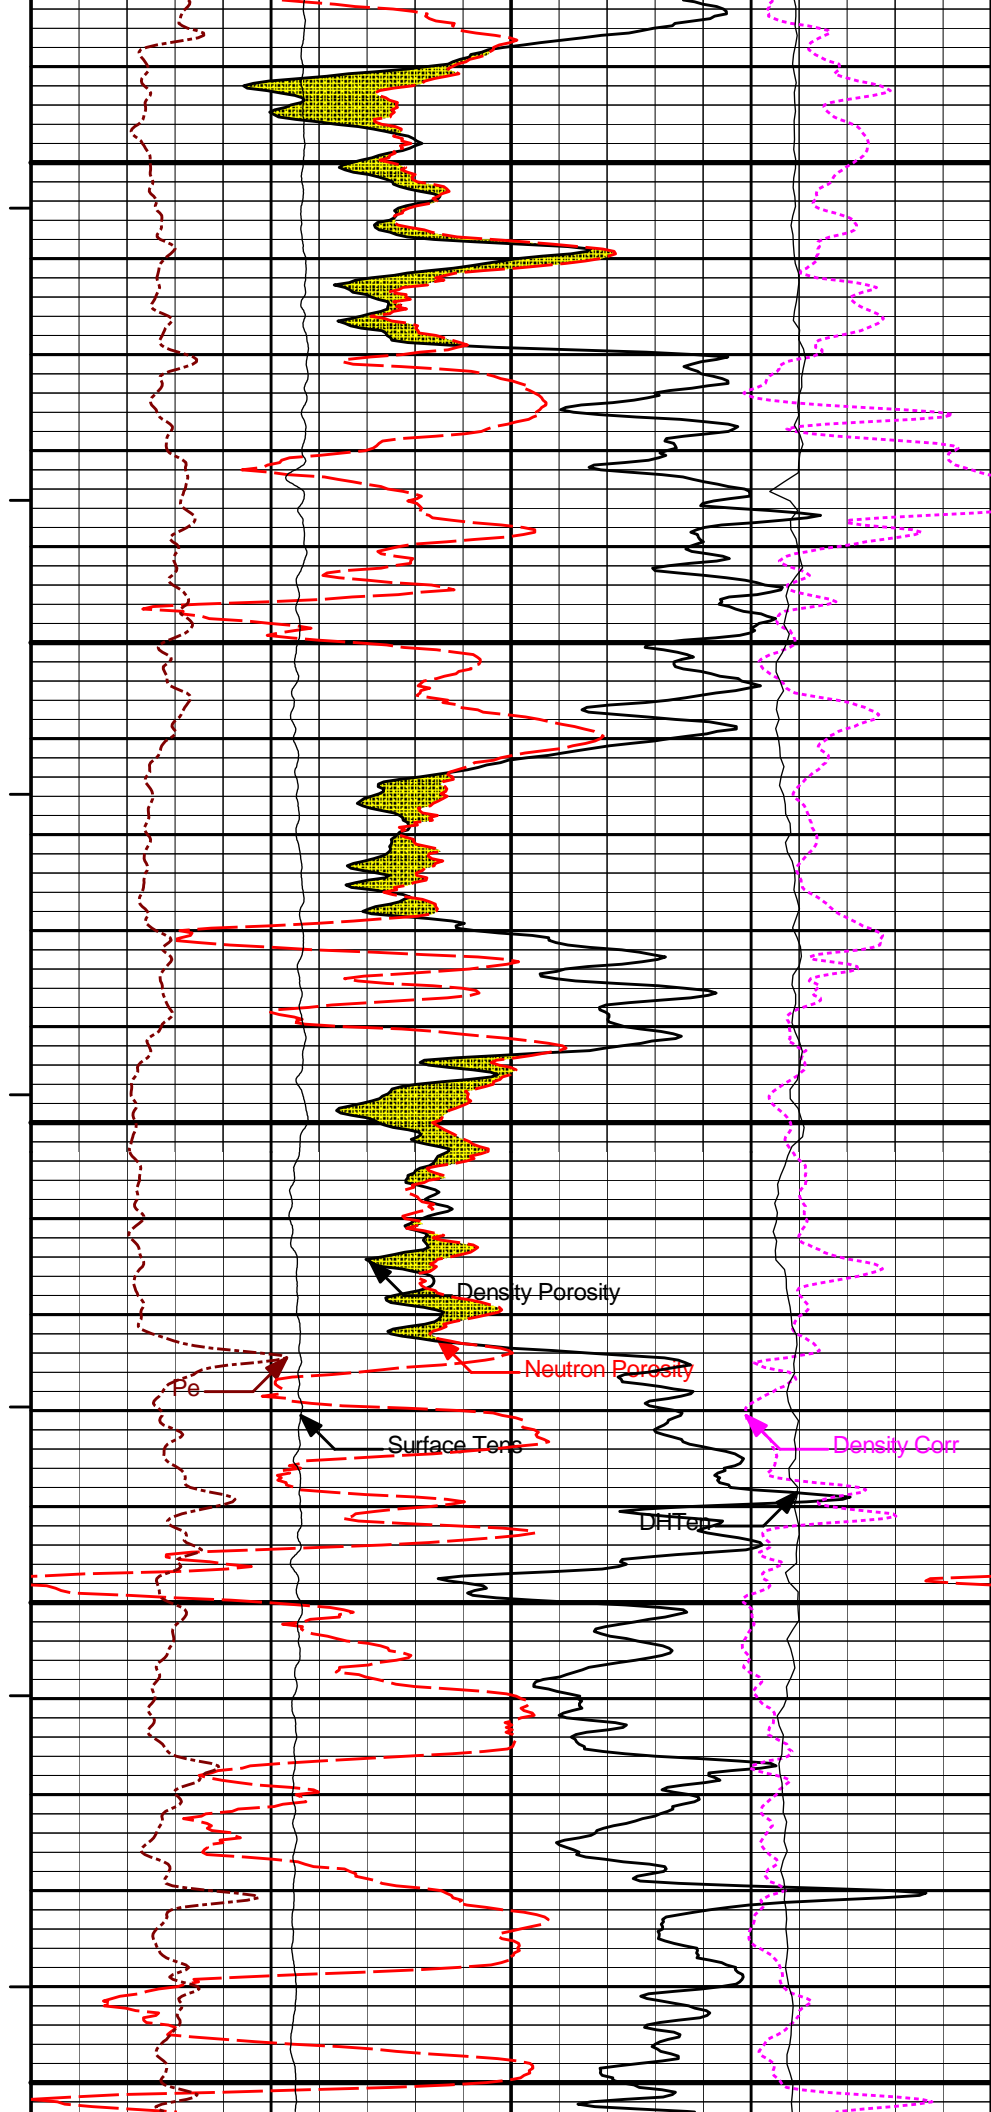 Density Porosity
Neutron Porosity
Pe
Surface Tens
Density Corr
DHTen